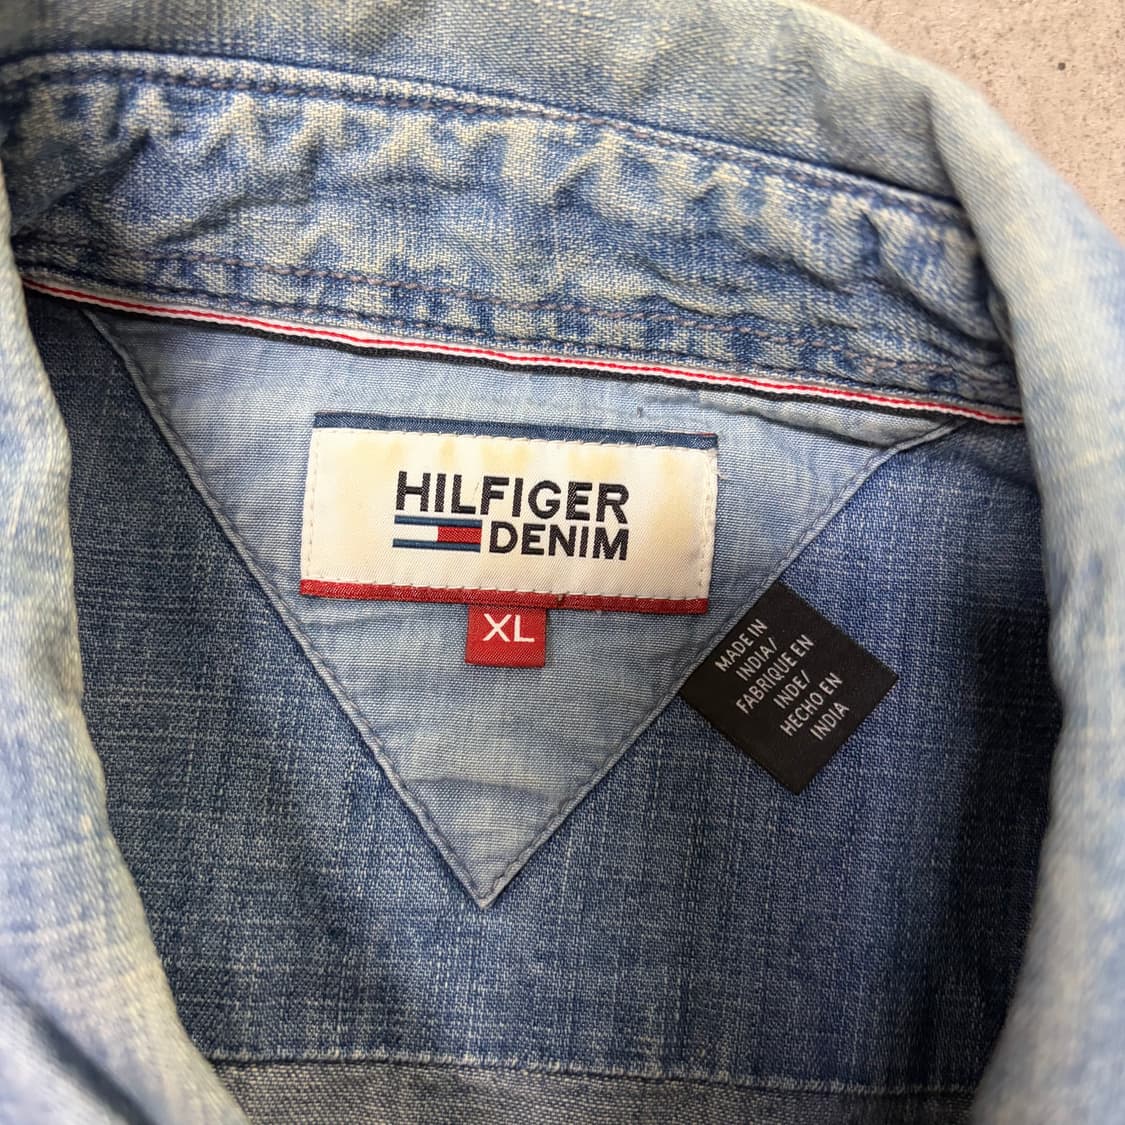 HILFIGER
DENIM
XL
MADE IN
INDIA/
FABRIQUE EN
INDE/
HECHO EN
INDIA